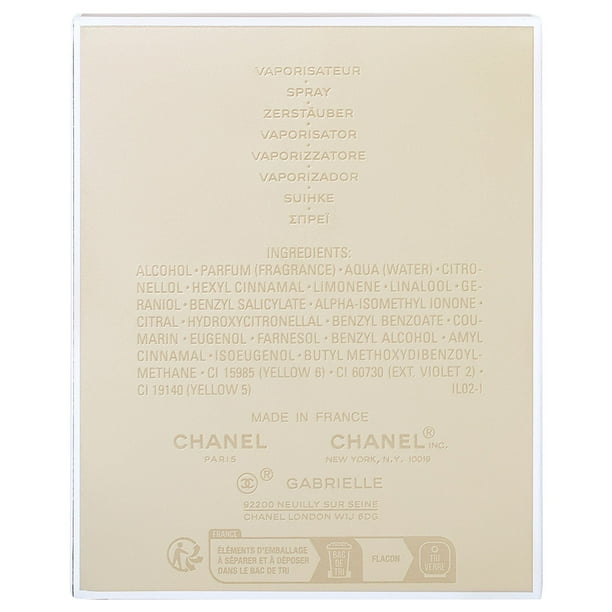 VAPORISATEUR
•
SPRAY
•
ZERSTÄUBER
•
VAPORISATOR
•
VAPORIZZATORE
•
VAPORIZADOR
•
SUIHKE
•
ΣΠΡΕΪ
INGREDIENTS:
ALCOHOL • PARFUM (FRAGRANCE) • AQUA (WATER) • CITRO-
NELLOL • HEXYL CINNAMAL • LIMONENE • LINALOOL • GE-
RANIOL • BENZYL SALICYLATE • ALPHA-ISOMETHYL IONONE •
CITRAL • HYDROXYCITRONELLAL • BENZYL BENZOATE • COU-
MARIN • EUGENOL • FARNESOL • BENZYL ALCOHOL • AMYL
CINNAMAL • ISOEUGENOL • BUTYL METHOXYDIBENZOYL-
METHANE • CI 15985 (YELLOW 6) • CI 60730 (EXT. VIOLET 2) •
CI 19140 (YELLOW 5) IL02-1
MADE IN FRANCE
CHANEL CHANEL® INC.
PARIS NEW YORK, N.Y. 10019
® GABRIELLE
92200 NEUILLY SUR SEINE
CHANEL LONDON W1J 6DG
FRANCE
ÉLÉMENTS D'EMBALLAGE
À SÉPARER ET À DÉPOSER
DANS LE BAC DE TRI
BAC
DE
TRI
FLACON
TRI
VERRE